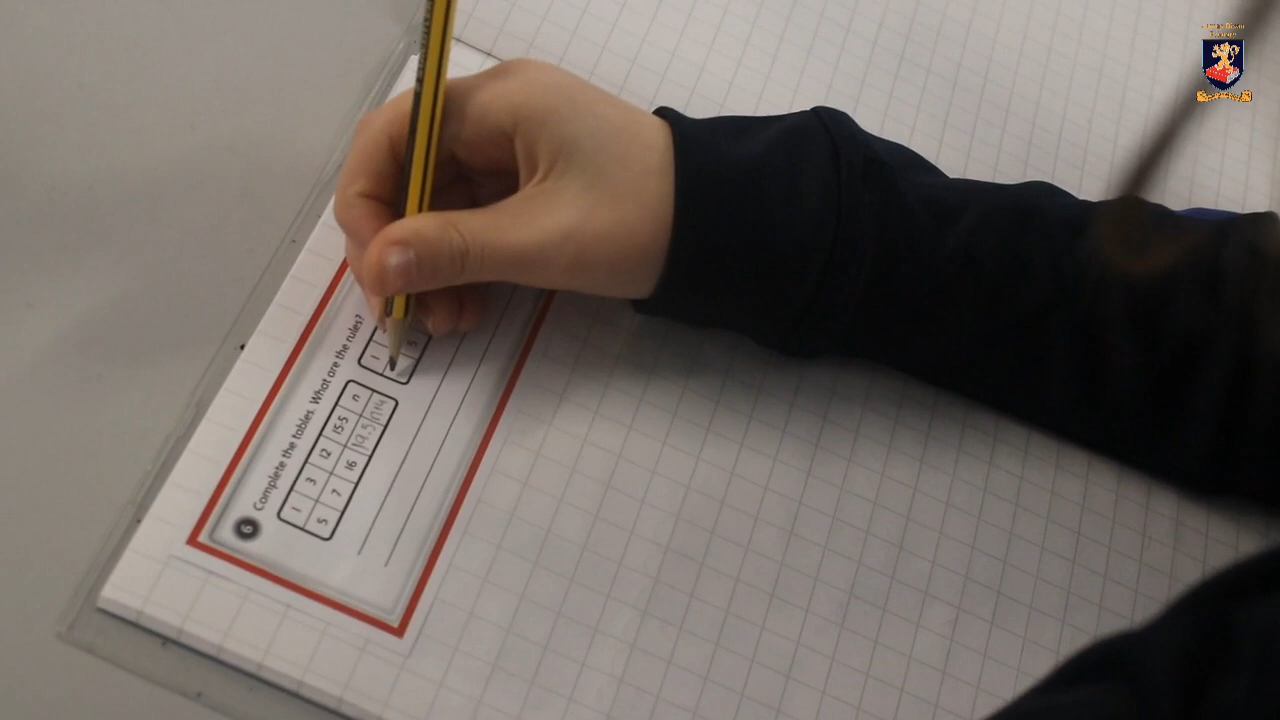 6 Complete the tables. What are the rules?
1 3 12 15·5 n
5 7 16 19.5 n+4
1
5